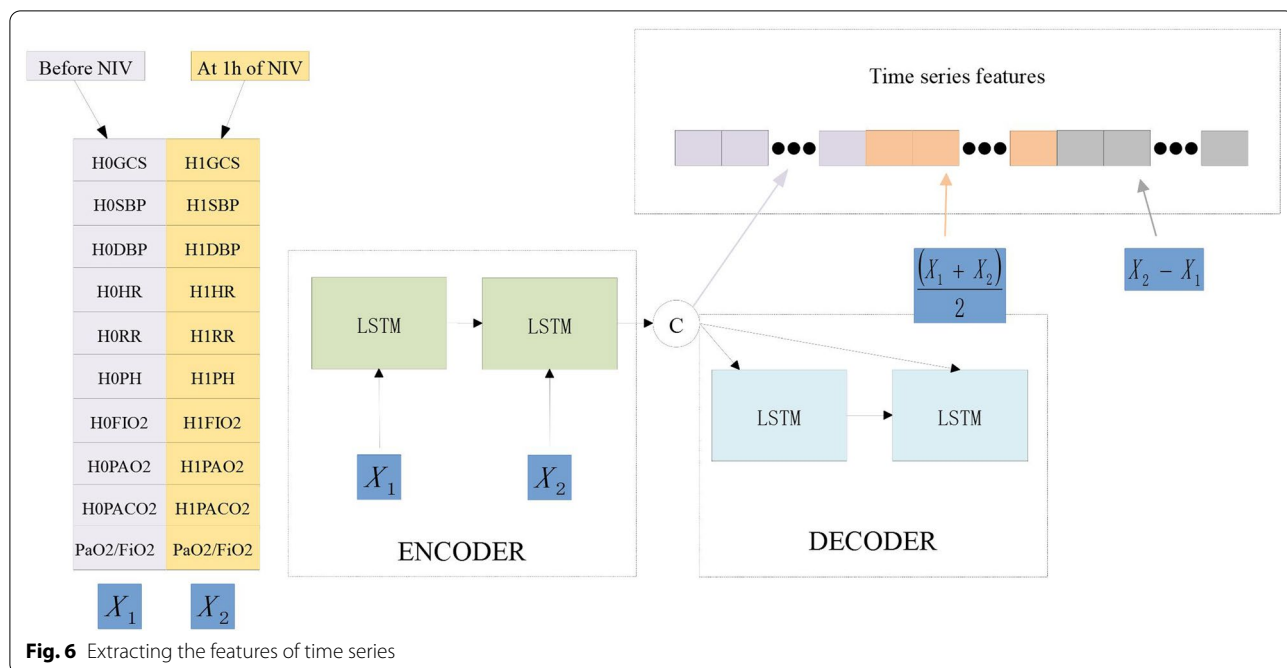 Before NIV
At 1h of NIV
H0GCS H1GCS
H0SBP H1SBP
H0DBP H1DBP
H0HR H1HR
H0RR H1RR
H0PH H1PH
H0FIO2 H1FIO2
H0PAO2 H1PAO2
H0PACO2 H1PACO2
PaO2/FiO2 PaO2/FiO2
X₁ X₂
LSTM LSTM
X₁ X₂
ENCODER
C
Time series features
(X₁ + X₂)
2
X₂ − X₁
LSTM LSTM
DECODER
Fig. 6 Extracting the features of time series